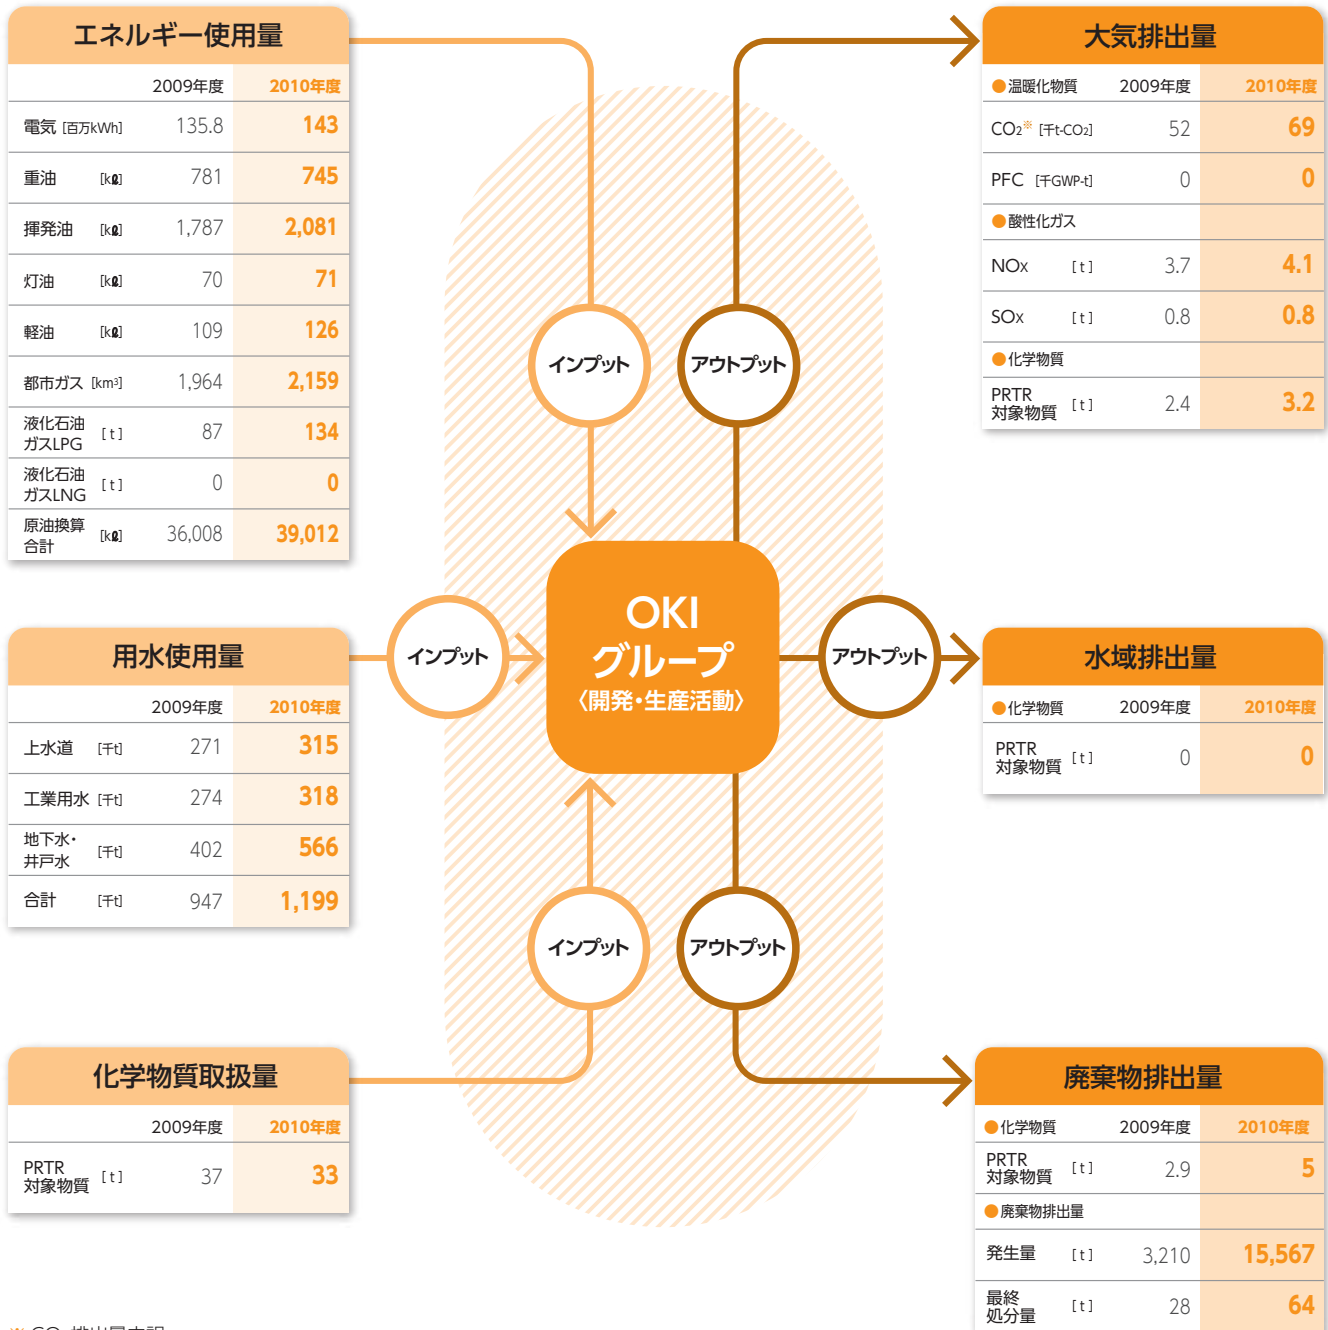 エネルギー使用量
2009年度 2010年度
電気 [百万kWh] 135.8 143
重油 [kℓ] 781 745
揮発油 [kℓ] 1,787 2,081
灯油 [kℓ] 70 71
軽油 [kℓ] 109 126
都市ガス [km³] 1,964 2,159
液化石油
ガスLPG [t] 87 134
液化石油
ガスLNG [t] 0 0
原油換算
合計 [kℓ] 36,008 39,012
用水使用量
2009年度 2010年度
上水道 [千t] 271 315
工業用水 [千t] 274 318
地下水・
井戸水 [千t] 402 566
合計 [千t] 947 1,199
化学物質取扱量
2009年度 2010年度
PRTR
対象物質 [t] 37 33
インプット
アウトプット
インプット
OKI
グループ
〈開発・生産活動〉
アウトプット
インプット
アウトプット
大気排出量
●温暖化物質 2009年度 2010年度
CO₂※ [千t-CO₂] 52 69
PFC [千GWP-t] 0 0
●酸性化ガス
NOx [t] 3.7 4.1
SOx [t] 0.8 0.8
●化学物質
PRTR
対象物質 [t] 2.4 3.2
水域排出量
●化学物質 2009年度 2010年度
PRTR
対象物質 [t] 0 0
廃棄物排出量
●化学物質 2009年度 2010年度
PRTR
対象物質 [t] 2.9 5
●廃棄物排出量
発生量 [t] 3,210 15,567
最終
処分量 [t] 28 64